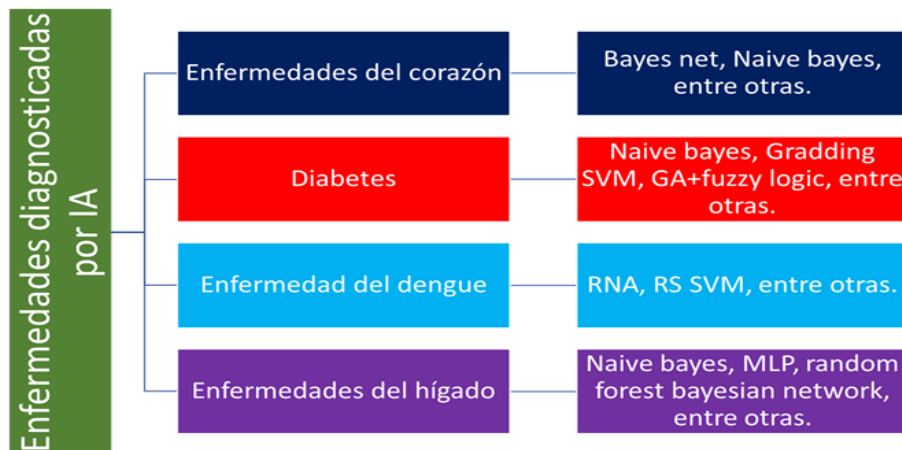 Enfermedades diagnosticadas
por IA
Enfermedades del corazón
Bayes net, Naive bayes,
entre otras.
Diabetes
Naive bayes, Gradding
SVM, GA+fuzzy logic, entre
otras.
Enfermedad del dengue
RNA, RS SVM, entre otras.
Enfermedades del hígado
Naive bayes, MLP, random
forest bayesian network,
entre otras.